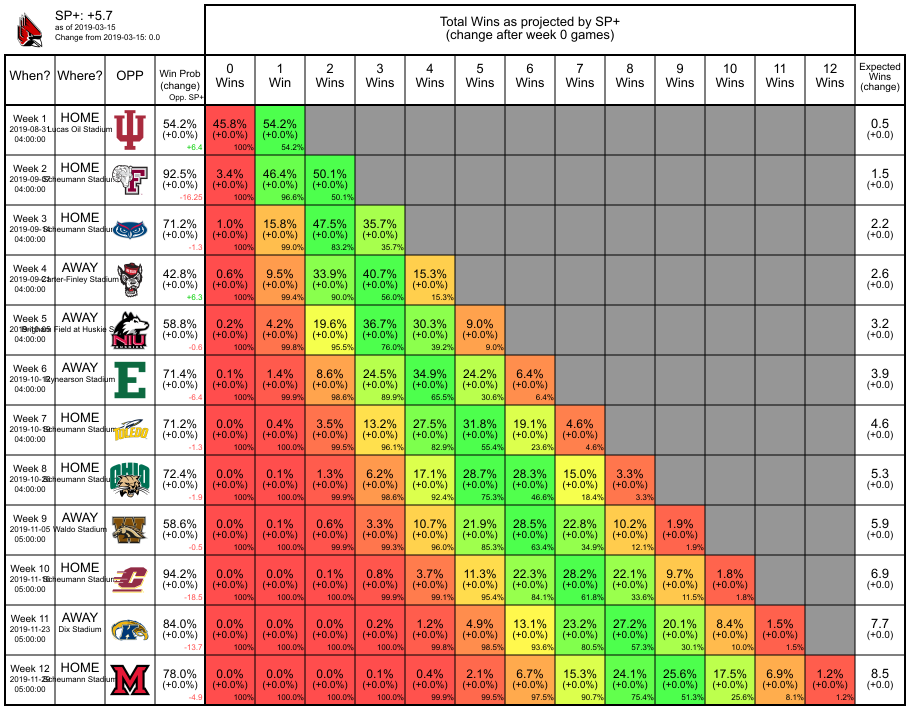 SP+: +5.7
as of 2019-03-15
Change from 2019-03-15: 0.0
Total Wins as projected by SP+
(change after week 0 games)
When? Where? OPP Win Prob (change) Opp. SP+ 0 Wins 1 Win 2 Wins 3 Wins 4 Wins 5 Wins 6 Wins 7 Wins 8 Wins 9 Wins 10 Wins 11 Wins 12 Wins Expected Wins (change)
Week 1 HOME 54.2% 45.8% 54.2% 0.5
2019-08-31 Lucas Oil Stadium (+0.0%) (+0.0%) (+0.0%) (+0.0)
04:00:00 +6.4 100% 54.2%
Week 2 HOME 92.5% 3.4% 46.4% 50.1% 1.5
2019-09-07 Scheumann Stadium (+0.0%) (+0.0%) (+0.0%) (+0.0%) (+0.0)
04:00:00 F -16.25 100% 96.6% 50.1%
Week 3 HOME 71.2% 1.0% 15.8% 47.5% 35.7% 2.2
2019-09-14 Scheumann Stadium (+0.0%) (+0.0%) (+0.0%) (+0.0%) (+0.0%) (+0.0)
04:00:00 -1.3 100% 99.0% 83.2% 35.7%
Week 4 AWAY 42.8% 0.6% 9.5% 33.9% 40.7% 15.3% 2.6
2019-09-21 Carter-Finley Stadium (+0.0%) (+0.0%) (+0.0%) (+0.0%) (+0.0%) (+0.0%) (+0.0)
04:00:00 +6.3 100% 99.4% 90.0% 56.0% 15.3%
Week 5 AWAY 58.8% 0.2% 4.2% 19.6% 36.7% 30.3% 9.0% 3.2
2019-10-05 Brigham Field at Huskie S (+0.0%) (+0.0%) (+0.0%) (+0.0%) (+0.0%) (+0.0%) (+0.0%) (+0.0)
04:00:00 NIU -0.6 100% 99.8% 95.5% 76.0% 39.2% 9.0%
Week 6 AWAY E 71.4% 0.1% 1.4% 8.6% 24.5% 34.9% 24.2% 6.4% 3.9
2019-10-12 Rynearson Stadium (+0.0%) (+0.0%) (+0.0%) (+0.0%) (+0.0%) (+0.0%) (+0.0%) (+0.0%) (+0.0)
04:00:00 -6.4 100% 99.9% 98.6% 89.9% 65.5% 30.6% 6.4%
Week 7 HOME 71.2% 0.0% 0.4% 3.5% 13.2% 27.5% 31.8% 19.1% 4.6% 4.6
2019-10-19 Scheumann Stadium TOLEDO (+0.0%) (+0.0%) (+0.0%) (+0.0%) (+0.0%) (+0.0%) (+0.0%) (+0.0%) (+0.0%) (+0.0)
04:00:00 -1.3 100% 100.0% 99.5% 96.1% 82.9% 55.4% 23.6% 4.6%
Week 8 HOME OHIO 72.4% 0.0% 0.1% 1.3% 6.2% 17.1% 28.7% 28.3% 15.0% 3.3% 5.3
2019-10-26 Scheumann Stadium (+0.0%) (+0.0%) (+0.0%) (+0.0%) (+0.0%) (+0.0%) (+0.0%) (+0.0%) (+0.0%) (+0.0%) (+0.0)
04:00:00 -1.9 100% 100.0% 99.9% 98.6% 92.4% 75.3% 46.6% 18.4% 3.3%
Week 9 AWAY W 58.6% 0.0% 0.1% 0.6% 3.3% 10.7% 21.9% 28.5% 22.8% 10.2% 1.9% 5.9
2019-11-05 Waldo Stadium (+0.0%) (+0.0%) (+0.0%) (+0.0%) (+0.0%) (+0.0%) (+0.0%) (+0.0%) (+0.0%) (+0.0%) (+0.0%) (+0.0)
05:00:00 -0.5 100% 100.0% 99.9% 99.3% 96.0% 85.3% 63.4% 34.9% 12.1% 1.9%
Week 10 HOME C 94.2% 0.0% 0.0% 0.1% 0.8% 3.7% 11.3% 22.3% 28.2% 22.1% 9.7% 1.8% 6.9
2019-11-16 Scheumann Stadium (+0.0%) (+0.0%) (+0.0%) (+0.0%) (+0.0%) (+0.0%) (+0.0%) (+0.0%) (+0.0%) (+0.0%) (+0.0%) (+0.0%) (+0.0)
05:00:00 -18.5 100% 100.0% 100.0% 99.9% 99.1% 95.4% 84.1% 61.8% 33.6% 11.5% 1.8%
Week 11 AWAY K 84.0% 0.0% 0.0% 0.0% 0.2% 1.2% 4.9% 13.1% 23.2% 27.2% 20.1% 8.4% 1.5% 7.7
2019-11-23 Dix Stadium (+0.0%) (+0.0%) (+0.0%) (+0.0%) (+0.0%) (+0.0%) (+0.0%) (+0.0%) (+0.0%) (+0.0%) (+0.0%) (+0.0%) (+0.0%) (+0.0)
05:00:00 -13.7 100% 100.0% 100.0% 100.0% 99.8% 98.5% 93.6% 80.5% 57.3% 30.1% 10.0% 1.5%
Week 12 HOME M 78.0% 0.0% 0.0% 0.0% 0.1% 0.4% 2.1% 6.7% 15.3% 24.1% 25.6% 17.5% 6.9% 1.2% 8.5
2019-11-29 Scheumann Stadium (+0.0%) (+0.0%) (+0.0%) (+0.0%) (+0.0%) (+0.0%) (+0.0%) (+0.0%) (+0.0%) (+0.0%) (+0.0%) (+0.0%) (+0.0%) (+0.0%) (+0.0)
05:00:00 -4.9 100% 100.0% 100.0% 100.0% 99.9% 99.5% 97.5% 90.7% 75.4% 51.3% 25.6% 8.1% 1.2%